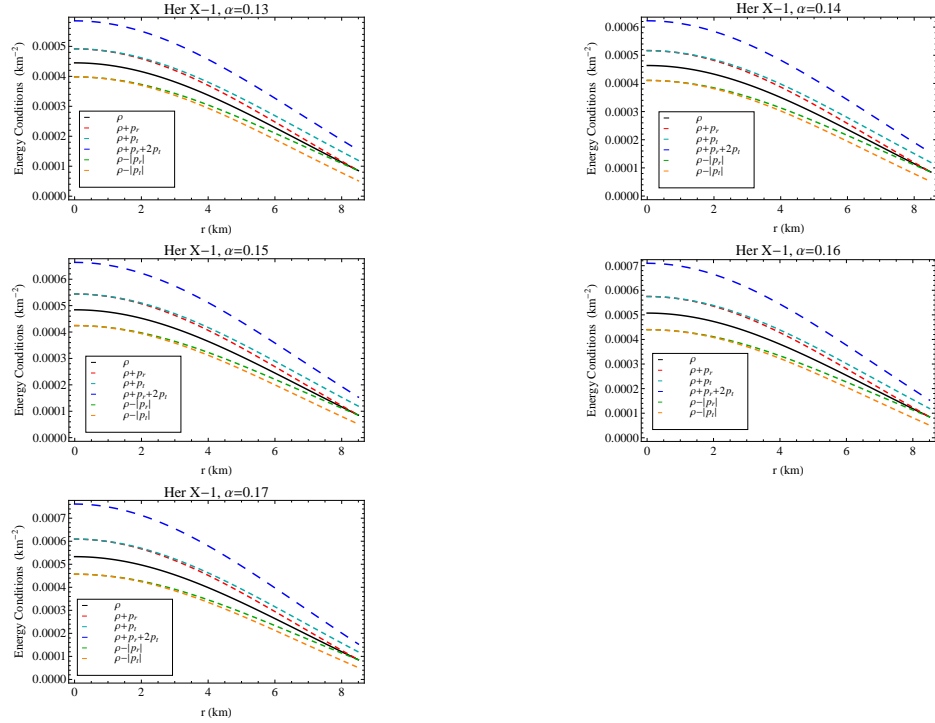 Her X−1, α=0.13
Energy Conditions (km⁻²)
0.0005
0.0004
0.0003
0.0002
0.0001
0.0000
ρ
ρ+pᵣ
ρ+pₜ
ρ+pᵣ+2pₜ
ρ−|pᵣ|
ρ−|pₜ|
0 2 4 6 8
r (km)
Her X−1, α=0.14
Energy Conditions (km⁻²)
0.0006
0.0005
0.0004
0.0003
0.0002
0.0001
0.0000
ρ
ρ+pᵣ
ρ+pₜ
ρ+pᵣ+2pₜ
ρ−|pᵣ|
ρ−|pₜ|
0 2 4 6 8
r (km)
Her X−1, α=0.15
Energy Conditions (km⁻²)
0.0006
0.0005
0.0004
0.0003
0.0002
0.0001
0.0000
ρ
ρ+pᵣ
ρ+pₜ
ρ+pᵣ+2pₜ
ρ−|pᵣ|
ρ−|pₜ|
0 2 4 6 8
r (km)
Her X−1, α=0.16
Energy Conditions (km⁻²)
0.0007
0.0006
0.0005
0.0004
0.0003
0.0002
0.0001
0.0000
ρ
ρ+pᵣ
ρ+pₜ
ρ+pᵣ+2pₜ
ρ−|pᵣ|
ρ−|pₜ|
0 2 4 6 8
r (km)
Her X−1, α=0.17
Energy Conditions (km⁻²)
0.0007
0.0006
0.0005
0.0004
0.0003
0.0002
0.0001
0.0000
ρ
ρ+pᵣ
ρ+pₜ
ρ+pᵣ+2pₜ
ρ−|pᵣ|
ρ−|pₜ|
0 2 4 6 8
r (km)